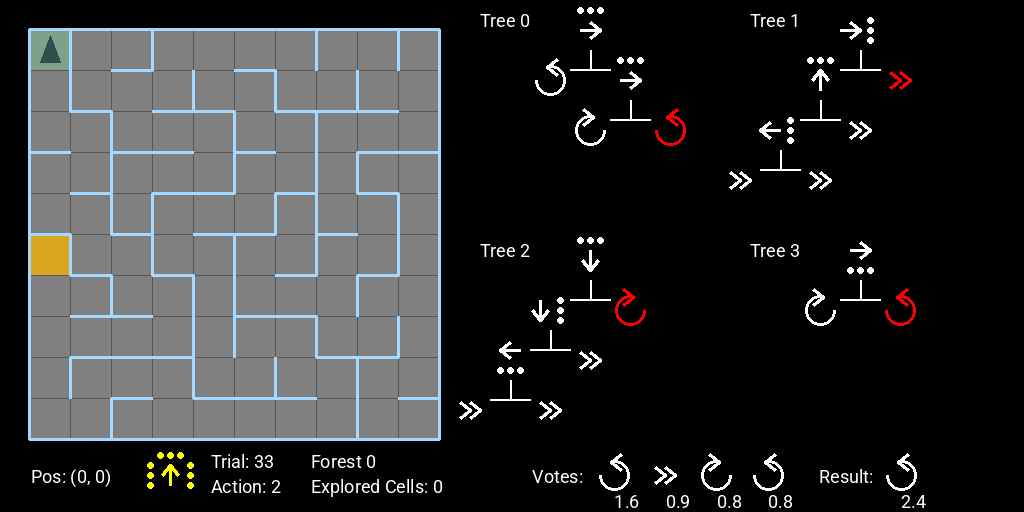 Tree 0
Tree 1
Tree 2
Tree 3
Pos: (0, 0)
Trial: 33
Forest 0
Action: 2
Explored Cells: 0
Votes:
1.6
0.9
0.8
0.8
Result:
2.4